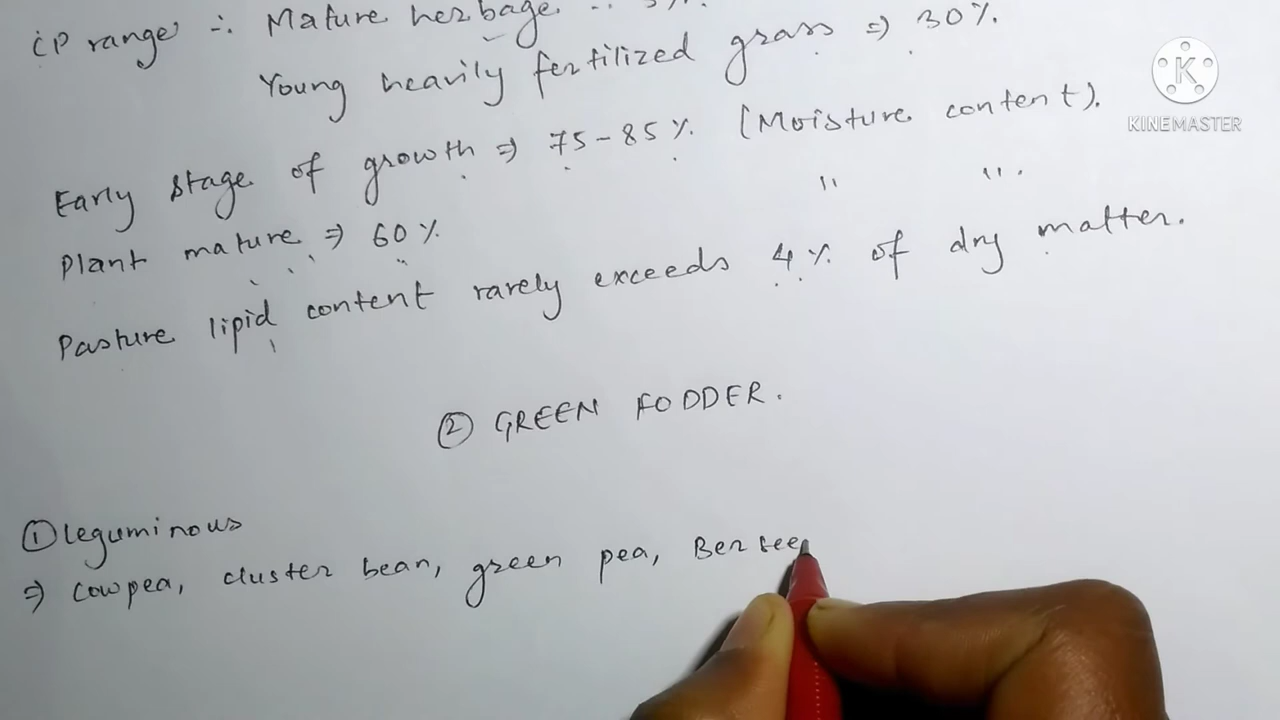 CP range ∴ Mature herbage
Young heavily fertilized grass ⇒ 30%.
Early stage of growth ⇒ 75-85% (Moisture content).
Plant mature ⇒ 60% " ".
Pasture lipid content rarely exceeds 4% of dry matter.
② GREEN FODDER.
① leguminous
⇒ Cowpea, cluster bean, green pea, Bersee
KINEMASTER